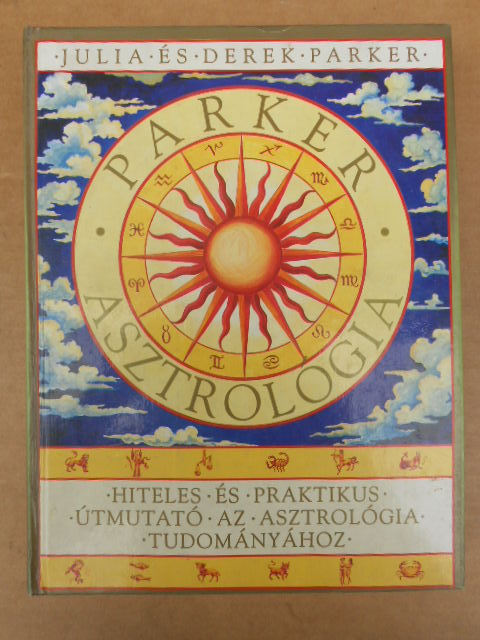 ·JULIA·ÉS·DEREK·PARKER·
PARKER
·ASZTROLÓGIA·
·HITELES·ÉS·PRAKTIKUS·
·ÚTMUTATÓ·AZ·ASZTROLÓGIA·
·TUDOMÁNYÁHOZ·